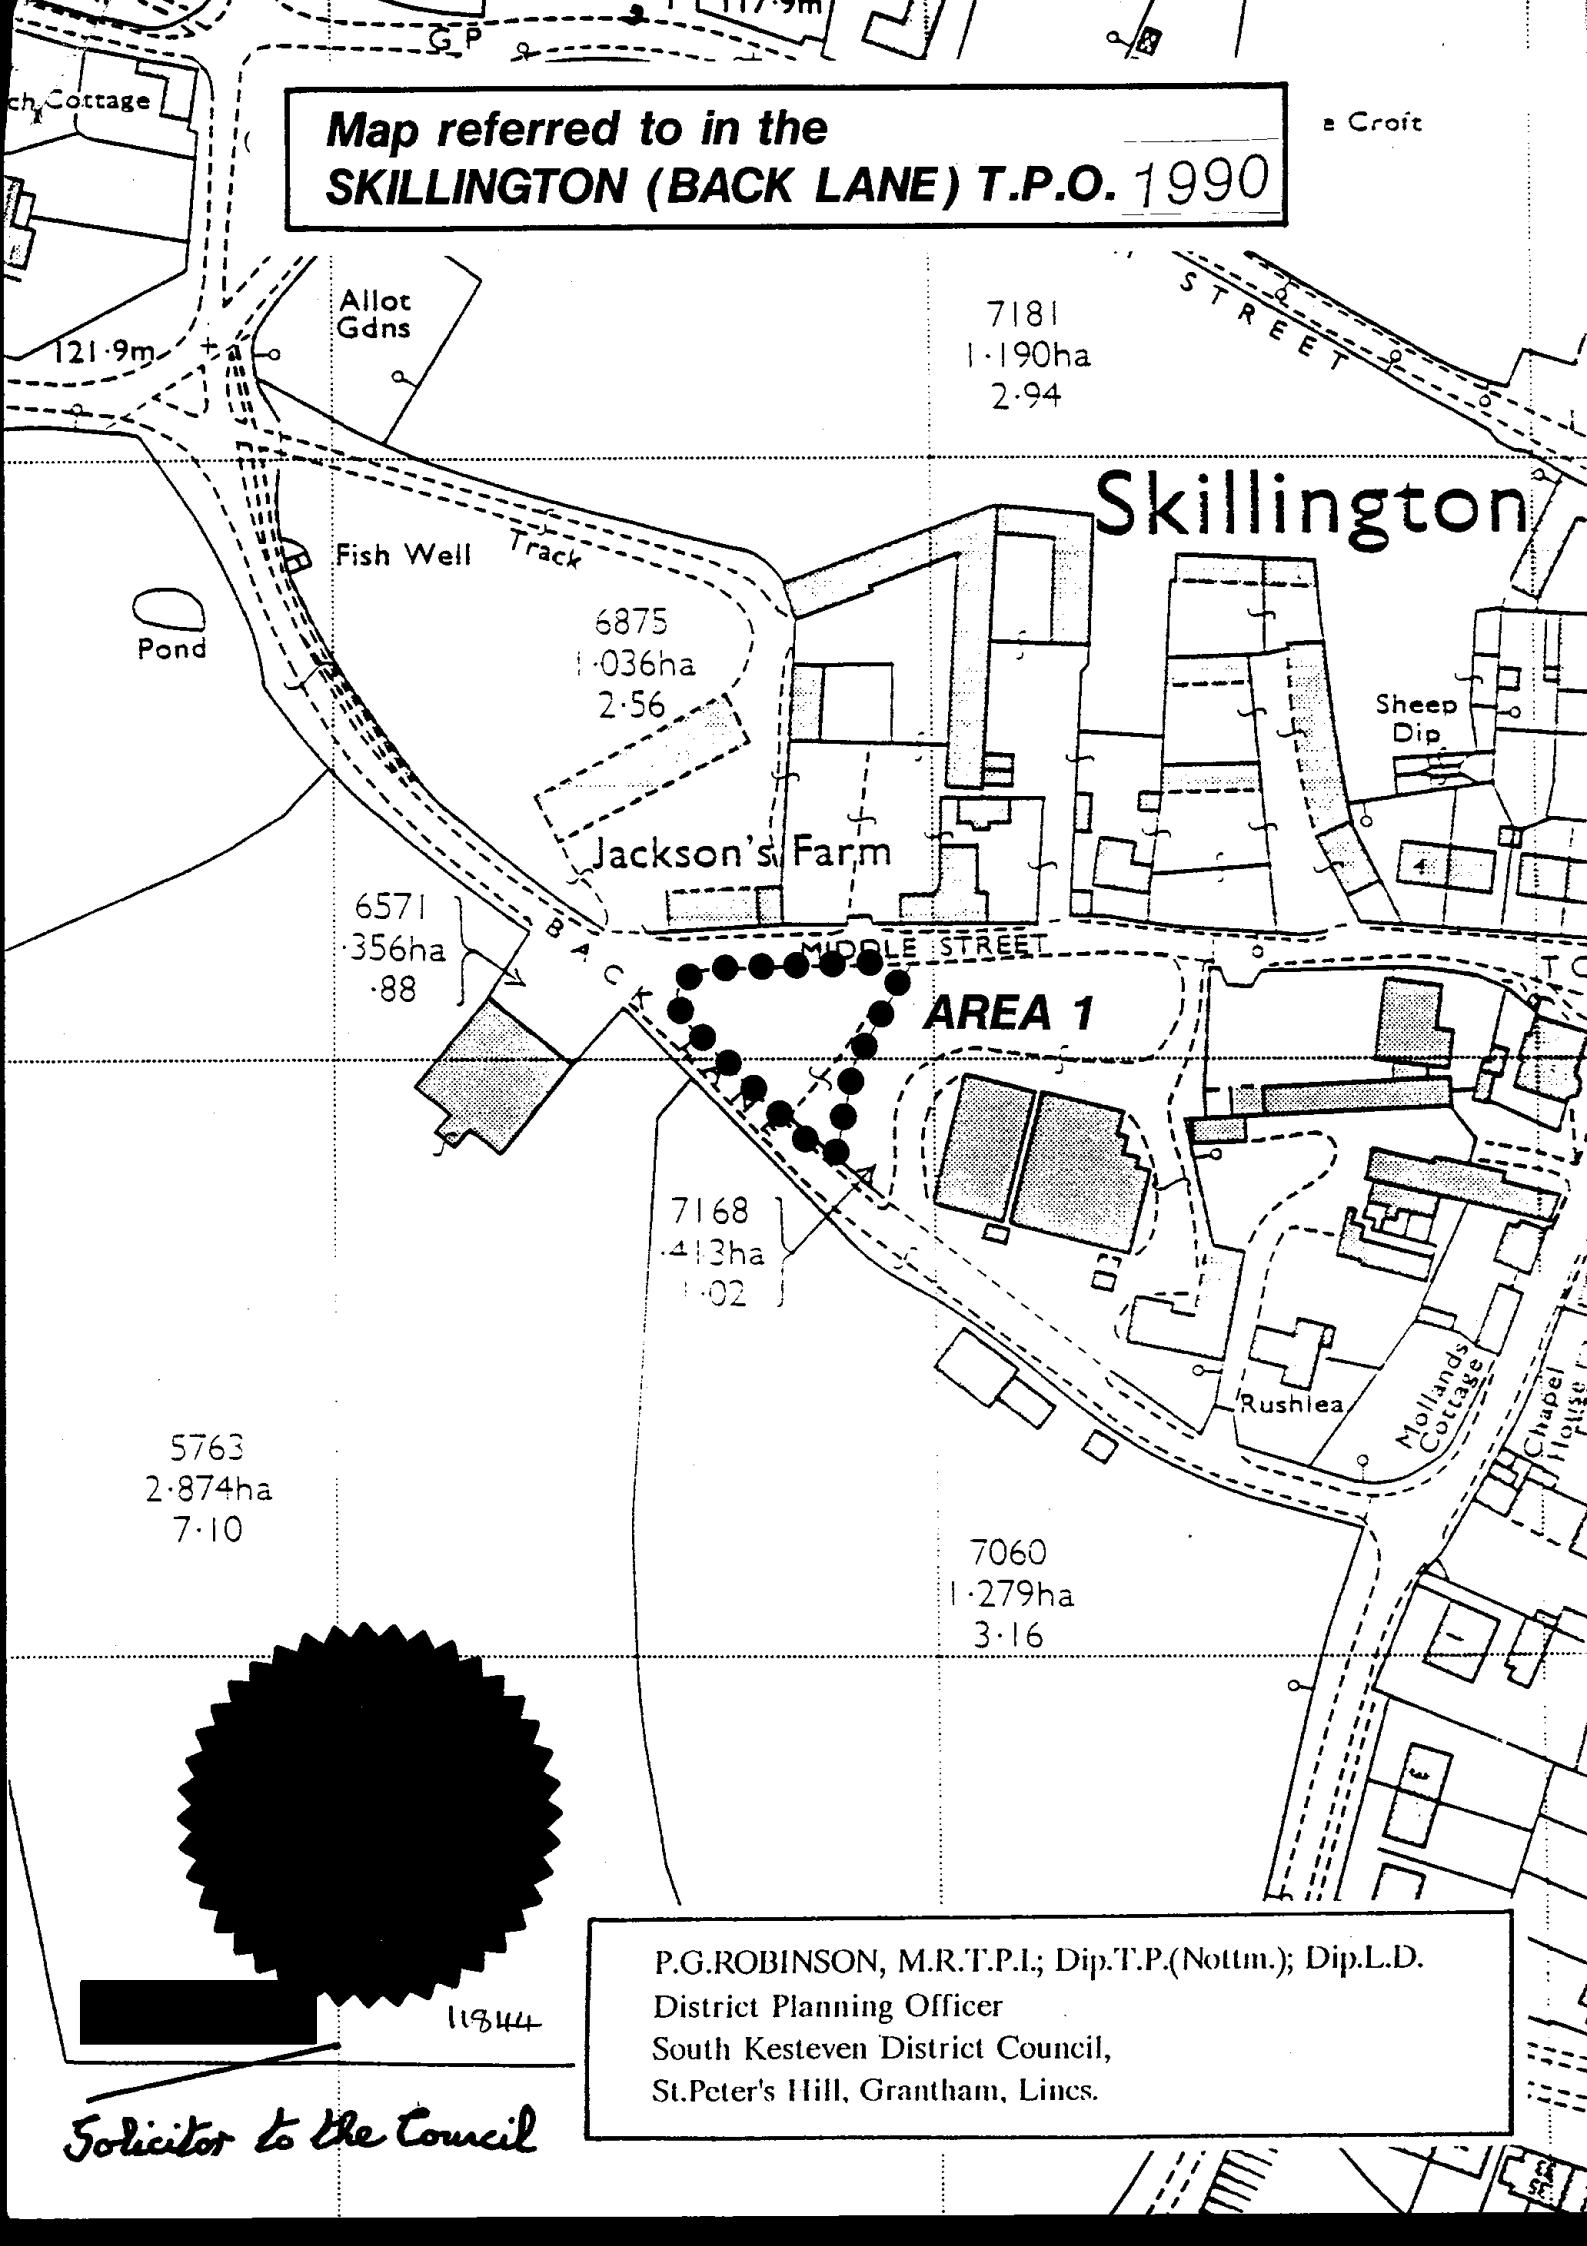 117·9m
G P
Cottage
Map referred to in the
SKILLINGTON (BACK LANE) T.P.O. 1990
Croft
Allot
Gdns
121·9m
STREET
7181
1·190ha
2·94
Skillington
Track
Fish Well
Pond
6875
1·036ha
2·56
Sheep
Dip
Jackson's Farm
4
6571
·356ha
·88
BACK LANE
MIDDLE STREET
AREA 1
7168
·413ha
1·02
Rushlea
Mollands
Cottage
Chapel
House
5763
2·874ha
7·10
7060
1·279ha
3·16
1
3
11844
Solicitor to the Council
P.G.ROBINSON, M.R.T.P.I.; Dip.T.P.(Nottm.); Dip.L.D.
District Planning Officer
South Kesteven District Council,
St.Peter's Hill, Grantham, Lincs.